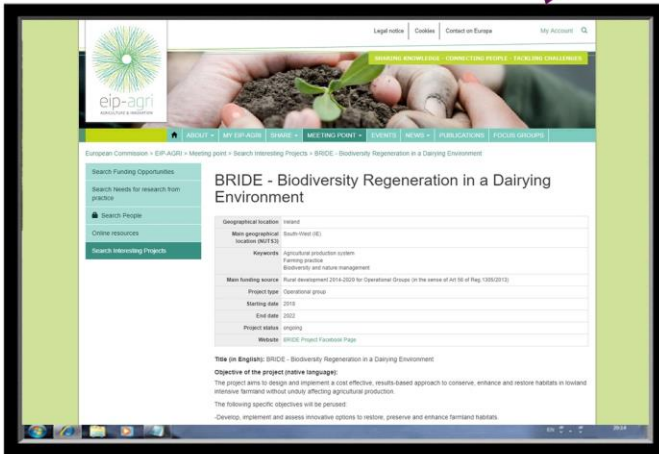 Legal notice | Cookies | Contact on Europa My Account
SHARING KNOWLEDGE - CONNECTING PEOPLE - TACKLING CHALLENGES
eip-agri
AGRICULTURE & INNOVATION
ABOUT MY EIP-AGRI SHARE MEETING POINT EVENTS NEWS PUBLICATIONS FOCUS GROUPS
European Commission > EIP-AGRI > Meeting point > Search Interesting Projects > BRIDE - Biodiversity Regeneration in a Dairying Environment
Search Funding Opportunities
Search Needs for research from
practice
Search People
Online resources
Search Interesting Projects
BRIDE - Biodiversity Regeneration in a Dairying
Environment
Geographical location Ireland
Main geographical
location (NUTS3) South-West (IE)
Keywords Agricultural production system
Farming practice
Biodiversity and nature management
Main funding source Rural development 2014-2020 for Operational Groups (in the sense of Art 56 of Reg.1305/2013)
Project type Operational group
Starting date 2018
End date 2022
Project status ongoing
Website BRIDE Project Facebook Page
Title (in English): BRIDE - Biodiversity Regeneration in a Dairying Environment
Objective of the project (native language):
The project aims to design and implement a cost effective, results-based approach to conserve, enhance and restore habitats in lowland
intensive farmland without unduly affecting agricultural production.
The following specific objectives will be perused:
-Develop, implement and assess innovative options to restore, preserve and enhance farmland habitats.
EN